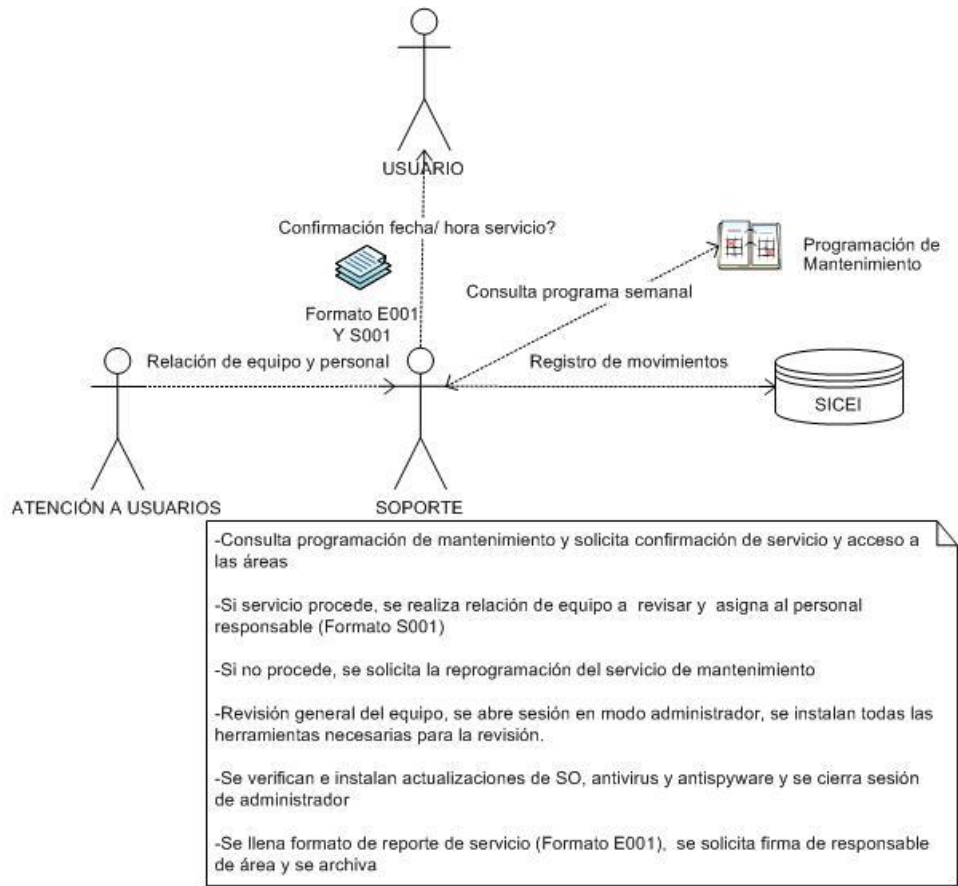 USUARIO
Confirmación fecha/ hora servicio?
Programación de
Mantenimiento
Consulta programa semanal
Formato E001
Y S001
Relación de equipo y personal
Registro de movimientos
SICEI
ATENCIÓN A USUARIOS
SOPORTE
-Consulta programación de mantenimiento y solicita confirmación de servicio y acceso a
las áreas
-Si servicio procede, se realiza relación de equipo a revisar y asigna al personal
responsable (Formato S001)
-Si no procede, se solicita la reprogramación del servicio de mantenimiento
-Revisión general del equipo, se abre sesión en modo administrador, se instalan todas las
herramientas necesarias para la revisión.
-Se verifican e instalan actualizaciones de SO, antivirus y antispyware y se cierra sesión
de administrador
-Se llena formato de reporte de servicio (Formato E001), se solicita firma de responsable
de área y se archiva